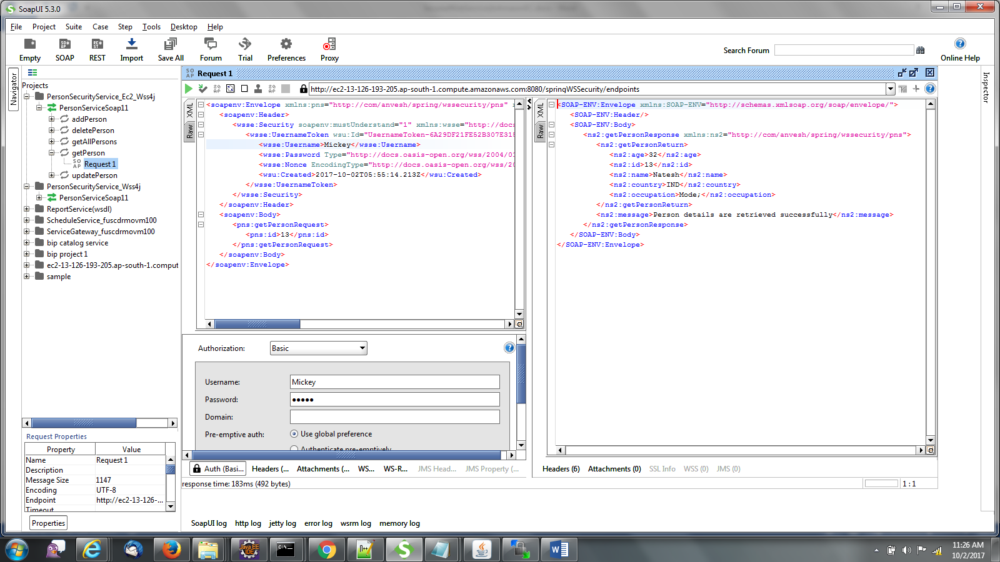 SoapUI 5.3.0
File Project Suite Case Step Tools Desktop Help
Empty SOAP REST Import Save All Forum Trial Preferences Proxy Search Forum Online Help
Navigator
Projects
PersonSecurityService_Ec2_Wss4j
PersonServiceSoap11
addPerson
deletePerson
getAllPersons
getPerson
Request 1
updatePerson
PersonSecurityService_Wss4j
PersonServiceSoap11
ReportService(wsdl)
ScheduleService_fuscdrmovm100
ServiceGateway_fuscdrmovm100
bip catalog service
bip project 1
ec2-13-126-193-205.ap-south-1.comput
sample
Request Properties
Property Value
Name Request 1
Description
Message Size 1147
Encoding UTF-8
Endpoint http://ec2-13-126-...
Timeout
Properties
Request 1
http://ec2-13-126-193-205.ap-south-1.compute.amazonaws.com:8080/springWSSecurity/endpoints
XML
Raw
<soapenv:Envelope xmlns:pns="http://com/anvesh/spring/wssecurity/pns"
<soapenv:Header>
<wsse:Security soapenv:mustUnderstand="1" xmlns:wsse="http://docs
<wsse:UsernameToken wsu:Id="UsernameToken-6A29DF21FE52B307E315
<wsse:Username>Mickey</wsse:Username>
<wsse:Password Type="http://docs.oasis-open.org/wss/2004/01
<wsse:Nonce EncodingType="http://docs.oasis-open.org/wss/20
<wsu:Created>2017-10-02T05:55:14.213Z</wsu:Created>
</wsse:UsernameToken>
</wsse:Security>
</soapenv:Header>
<soapenv:Body>
<pns:getPersonRequest>
<pns:id>13</pns:id>
</pns:getPersonRequest>
</soapenv:Body>
</soapenv:Envelope>
Authorization: Basic
Username: Mickey
Password: •••••
Domain:
Pre-emptive auth: Use global preference
Authenticate pre-emptively
Auth (Basi... Headers (... Attachments (... WS... WS-R... JMS Head... JMS Property (...
response time: 183ms (492 bytes)
XML
Raw
<SOAP-ENV:Envelope xmlns:SOAP-ENV="http://schemas.xmlsoap.org/soap/envelope/">
<SOAP-ENV:Header/>
<SOAP-ENV:Body>
<ns2:getPersonResponse xmlns:ns2="http://com/anvesh/spring/wssecurity/pns">
<ns2:getPersonReturn>
<ns2:age>32</ns2:age>
<ns2:id>13</ns2:id>
<ns2:name>Natesh</ns2:name>
<ns2:country>IND</ns2:country>
<ns2:occupation>Mode;</ns2:occupation>
</ns2:getPersonReturn>
<ns2:message>Person details are retrieved successfully</ns2:message>
</ns2:getPersonResponse>
</SOAP-ENV:Body>
</SOAP-ENV:Envelope>
Headers (6) Attachments (0) SSL Info WSS (0) JMS (0)
1 : 1
Inspector
SoapUI log http log jetty log error log wsrm log memory log
11:26 AM
10/2/2017